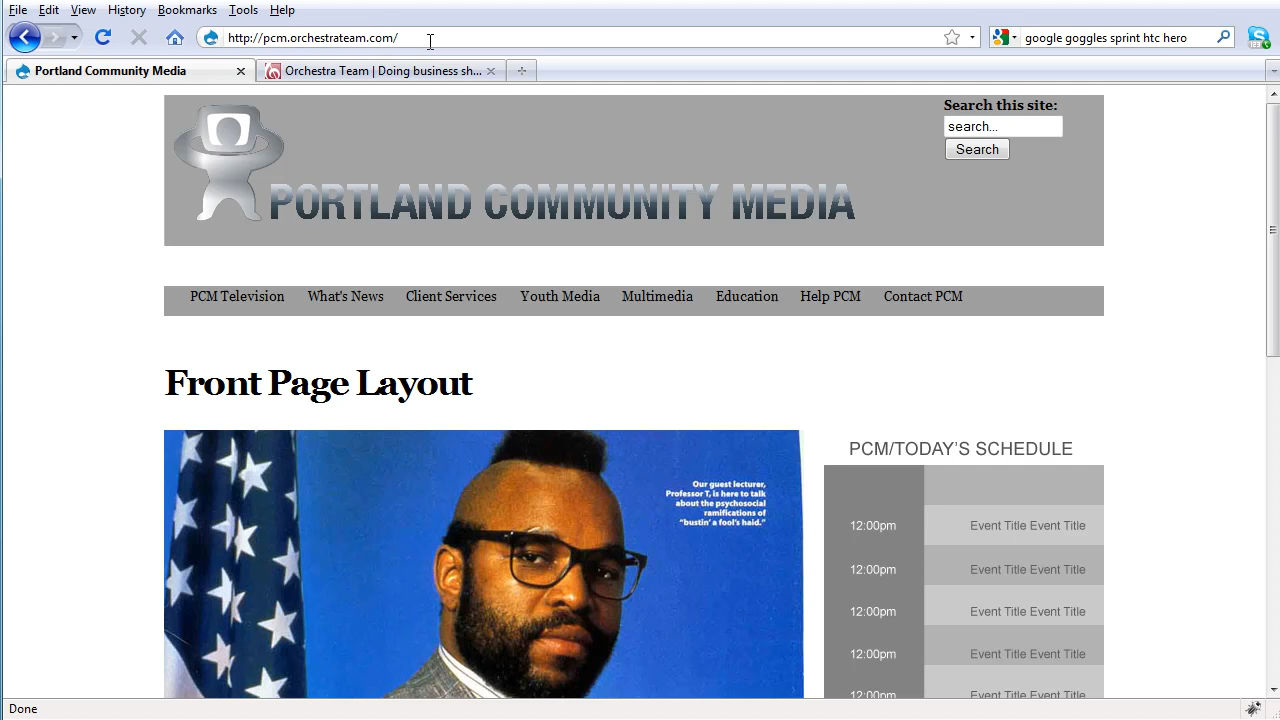 File Edit View History Bookmarks Tools Help
http://pcm.orchestrateam.com/
google goggles sprint htc hero
Portland Community Media
Orchestra Team | Doing business sh...
Search this site:
search...
Search
PORTLAND COMMUNITY MEDIA
PCM Television What's News Client Services Youth Media Multimedia Education Help PCM Contact PCM
Front Page Layout
Our guest lecturer,
Professor T, is here to talk
about the psychosocial
ramifications of
"bustin' a fool's haid."
PCM/TODAY'S SCHEDULE
12:00pm Event Title Event Title
12:00pm Event Title Event Title
12:00pm Event Title Event Title
12:00pm Event Title Event Title
12:00pm Event Title Event Title
Done